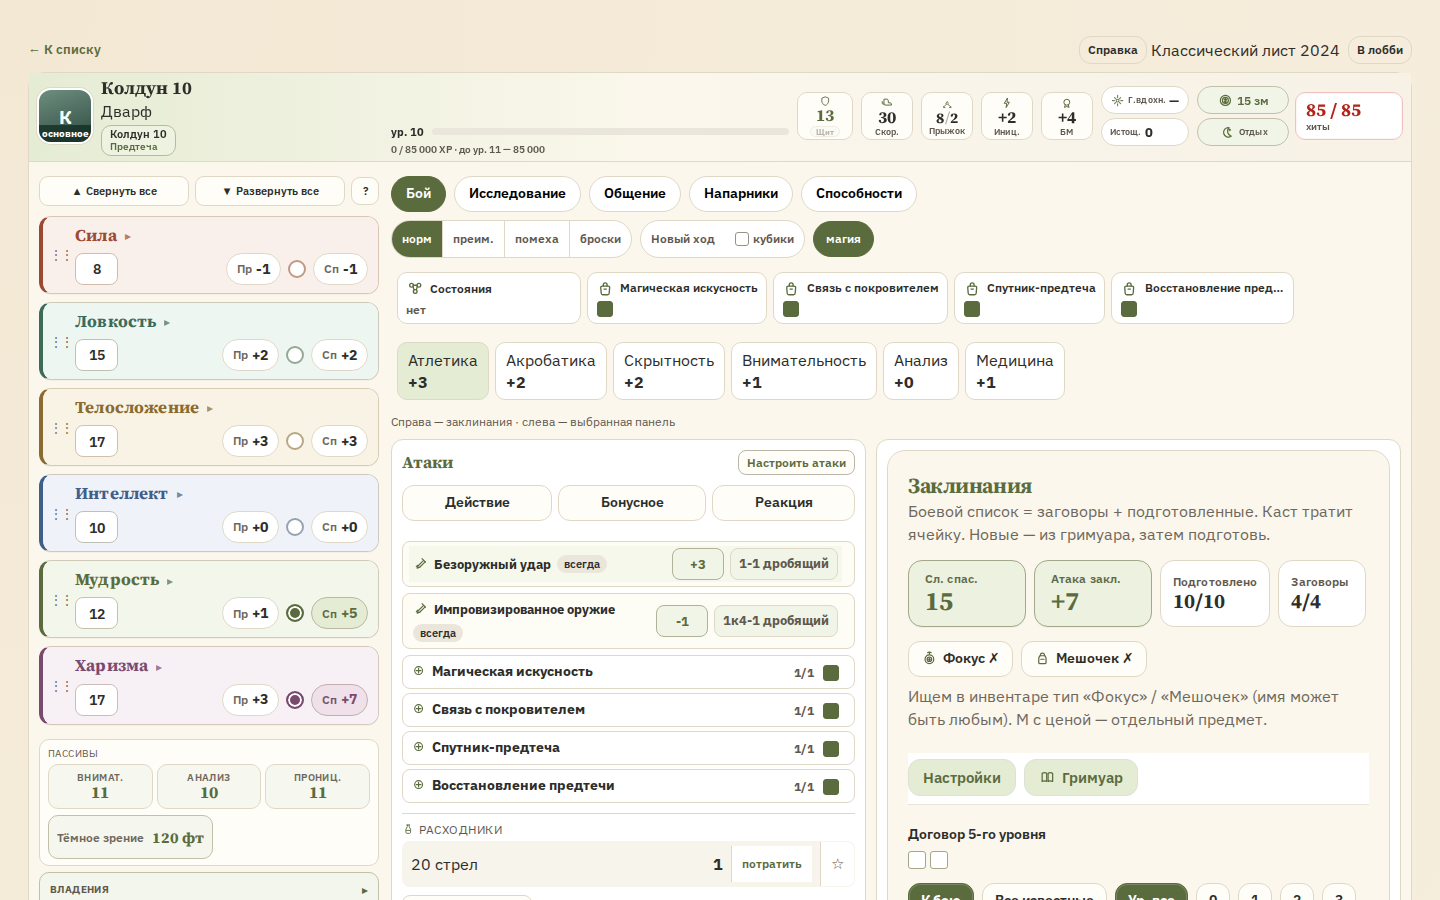 ← К списку
Справка Классический лист 2024 В лобби
К
основное
Колдун 10
Дварф
Колдун 10
Предтеча
ур. 10
0 / 85 000 XP · до ур. 11 — 85 000
13
Щит
30
Скор.
8/2
Прыжок
+2
Иниц.
+4
БМ
Г.вдохн. —
Истощ. 0
15 зм
Отдых
85 / 85
хиты
▲ Свернуть все
▼ Развернуть все
?
Сила ▸
8
Пр -1
Сп -1
Ловкость ▸
15
Пр +2
Сп +2
Телосложение ▸
17
Пр +3
Сп +3
Интеллект ▸
10
Пр +0
Сп +0
Мудрость ▸
12
Пр +1
Сп +5
Харизма ▸
17
Пр +3
Сп +7
ПАССИВЫ
ВНИМАТ.
11
АНАЛИЗ
10
ПРОНИЦ.
11
Тёмное зрение 120 фт
ВЛАДЕНИЯ ▸
Бой
Исследование
Общение
Напарники
Способности
норм
преим.
помеха
броски
Новый ход
кубики
магия
Состояния
нет
Магическая искусность
Связь с покровителем
Спутник-предтеча
Восстановление пред...
Атлетика
+3
Акробатика
+2
Скрытность
+2
Внимательность
+1
Анализ
+0
Медицина
+1
Справа — заклинания · слева — выбранная панель
Атаки
Настроить атаки
Действие
Бонусное
Реакция
Безоружный удар всегда
+3
1-1 дробящий
Импровизированное оружие
всегда
-1
1к4-1 дробящий
Магическая искусность 1/1
Связь с покровителем 1/1
Спутник-предтеча 1/1
Восстановление предтечи 1/1
РАСХОДНИКИ
20 стрел 1 потратить ☆
Заклинания
Боевой список = заговоры + подготовленные. Каст тратит
ячейку. Новые — из гримуара, затем подготовь.
Сл. спас.
15
Атака закл.
+7
Подготовлено
10/10
Заговоры
4/4
Фокус ✗
Мешочек ✗
Ищем в инвентаре тип «Фокус» / «Мешочек» (имя может
быть любым). М с ценой — отдельный предмет.
Настройки
Гримуар
Договор 5-го уровня
К бою
Все известные
Ур. возр.
0
1
2
3